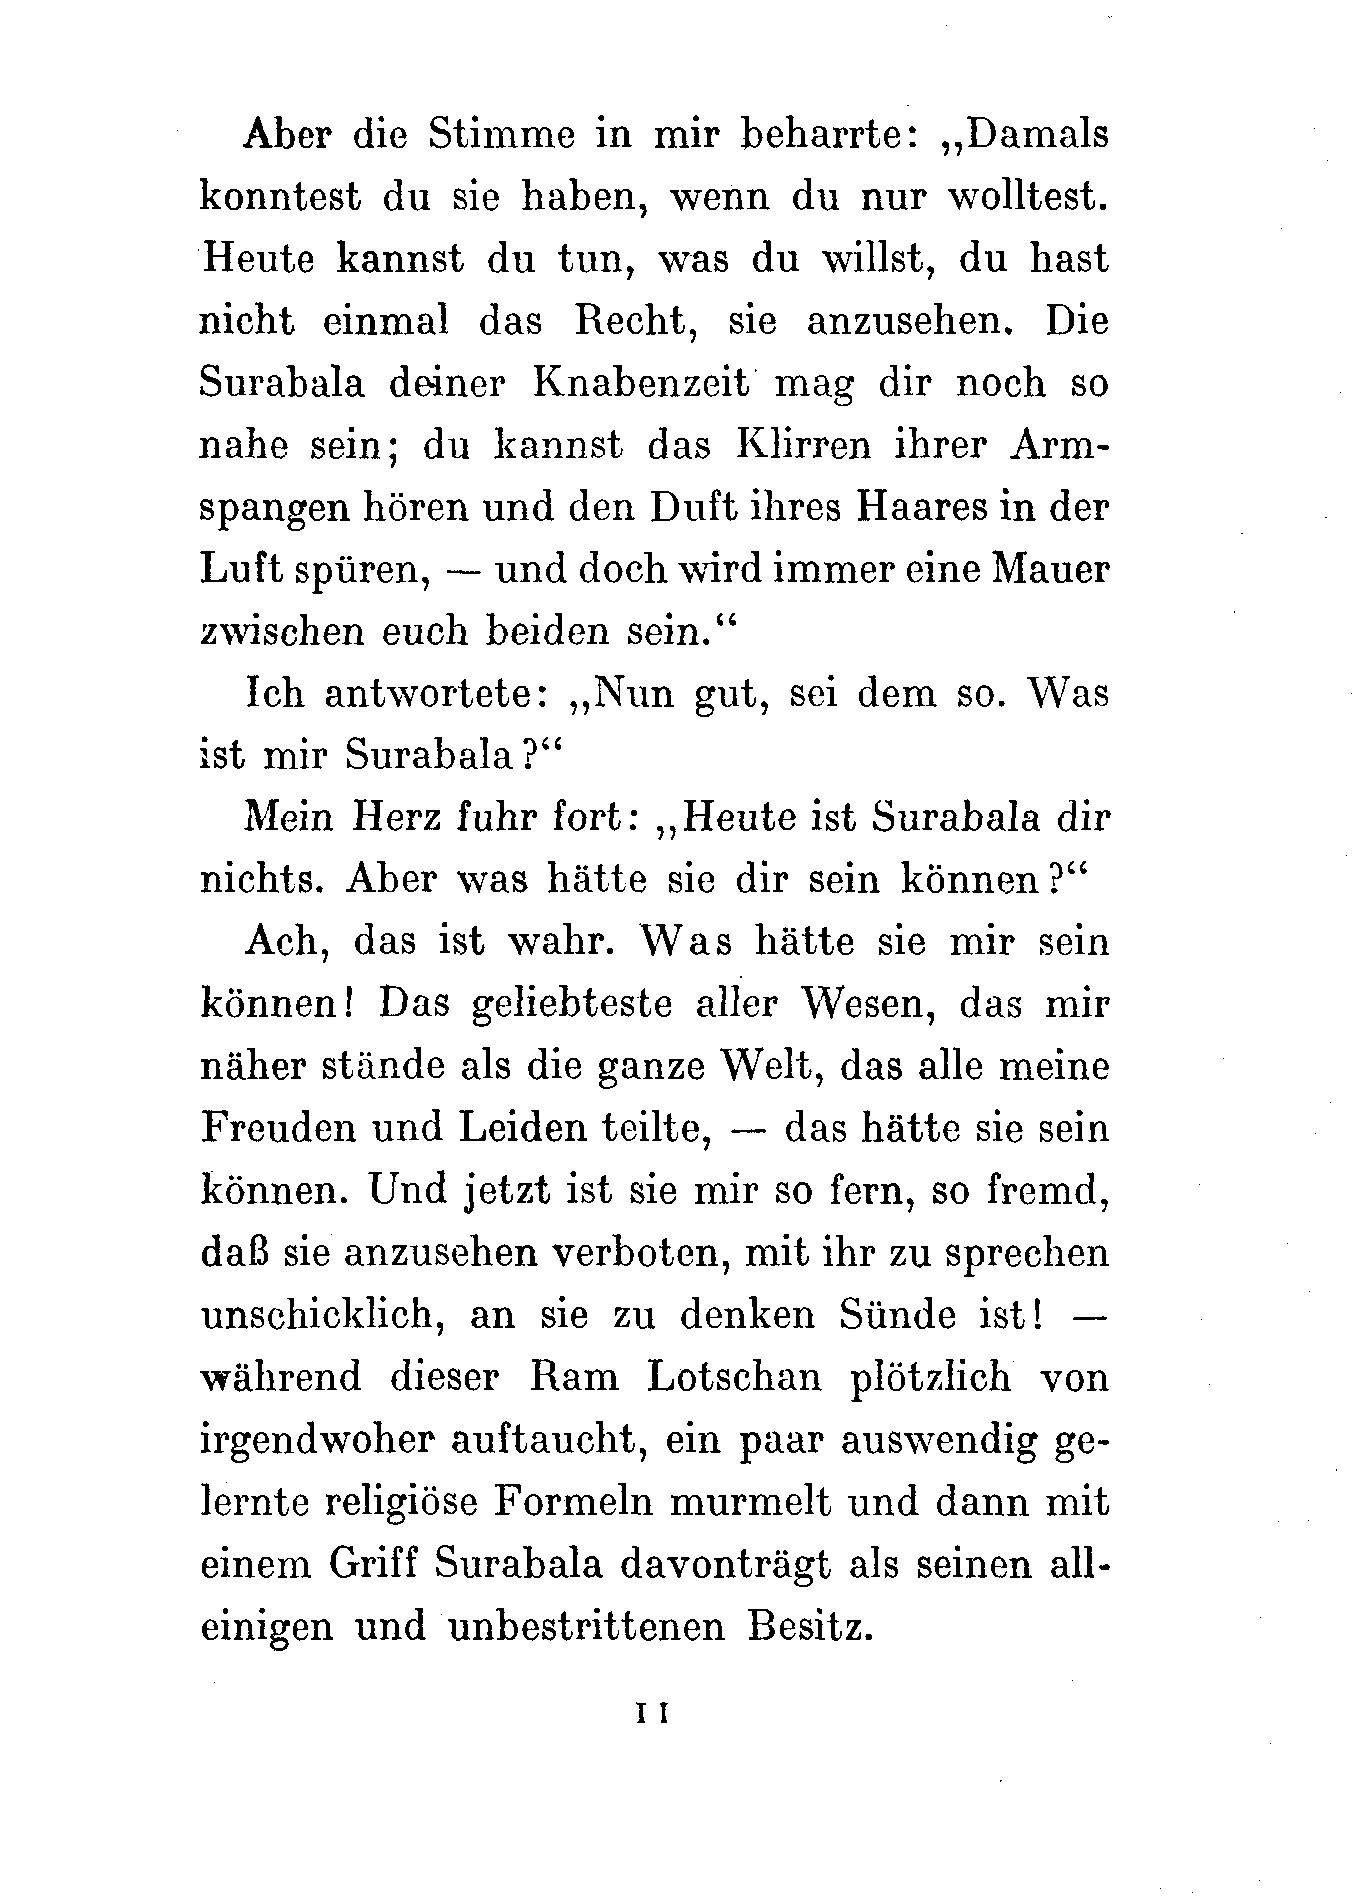 Aber die Stimme in mir beharrte: „Damals
konntest du sie haben, wenn du nur wolltest.
Heute kannst du tun, was du willst, du hast
nicht einmal das Recht, sie anzusehen. Die
Surabala deiner Knabenzeit mag dir noch so
nahe sein; du kannst das Klirren ihrer Arm-
spangen hören und den Duft ihres Haares in der
Luft spüren, — und doch wird immer eine Mauer
zwischen euch beiden sein.“
Ich antwortete: „Nun gut, sei dem so. Was
ist mir Surabala?“
Mein Herz fuhr fort: „Heute ist Surabala dir
nichts. Aber was hätte sie dir sein können?“
Ach, das ist wahr. Was hätte sie mir sein
können! Das geliebteste aller Wesen, das mir
näher stände als die ganze Welt, das alle meine
Freuden und Leiden teilte, — das hätte sie sein
können. Und jetzt ist sie mir so fern, so fremd,
daß sie anzusehen verboten, mit ihr zu sprechen
unschicklich, an sie zu denken Sünde ist! —
während dieser Ram Lotschan plötzlich von
irgendwoher auftaucht, ein paar auswendig ge-
lernte religiöse Formeln murmelt und dann mit
einem Griff Surabala davonträgt als seinen all-
einigen und unbestrittenen Besitz.
11